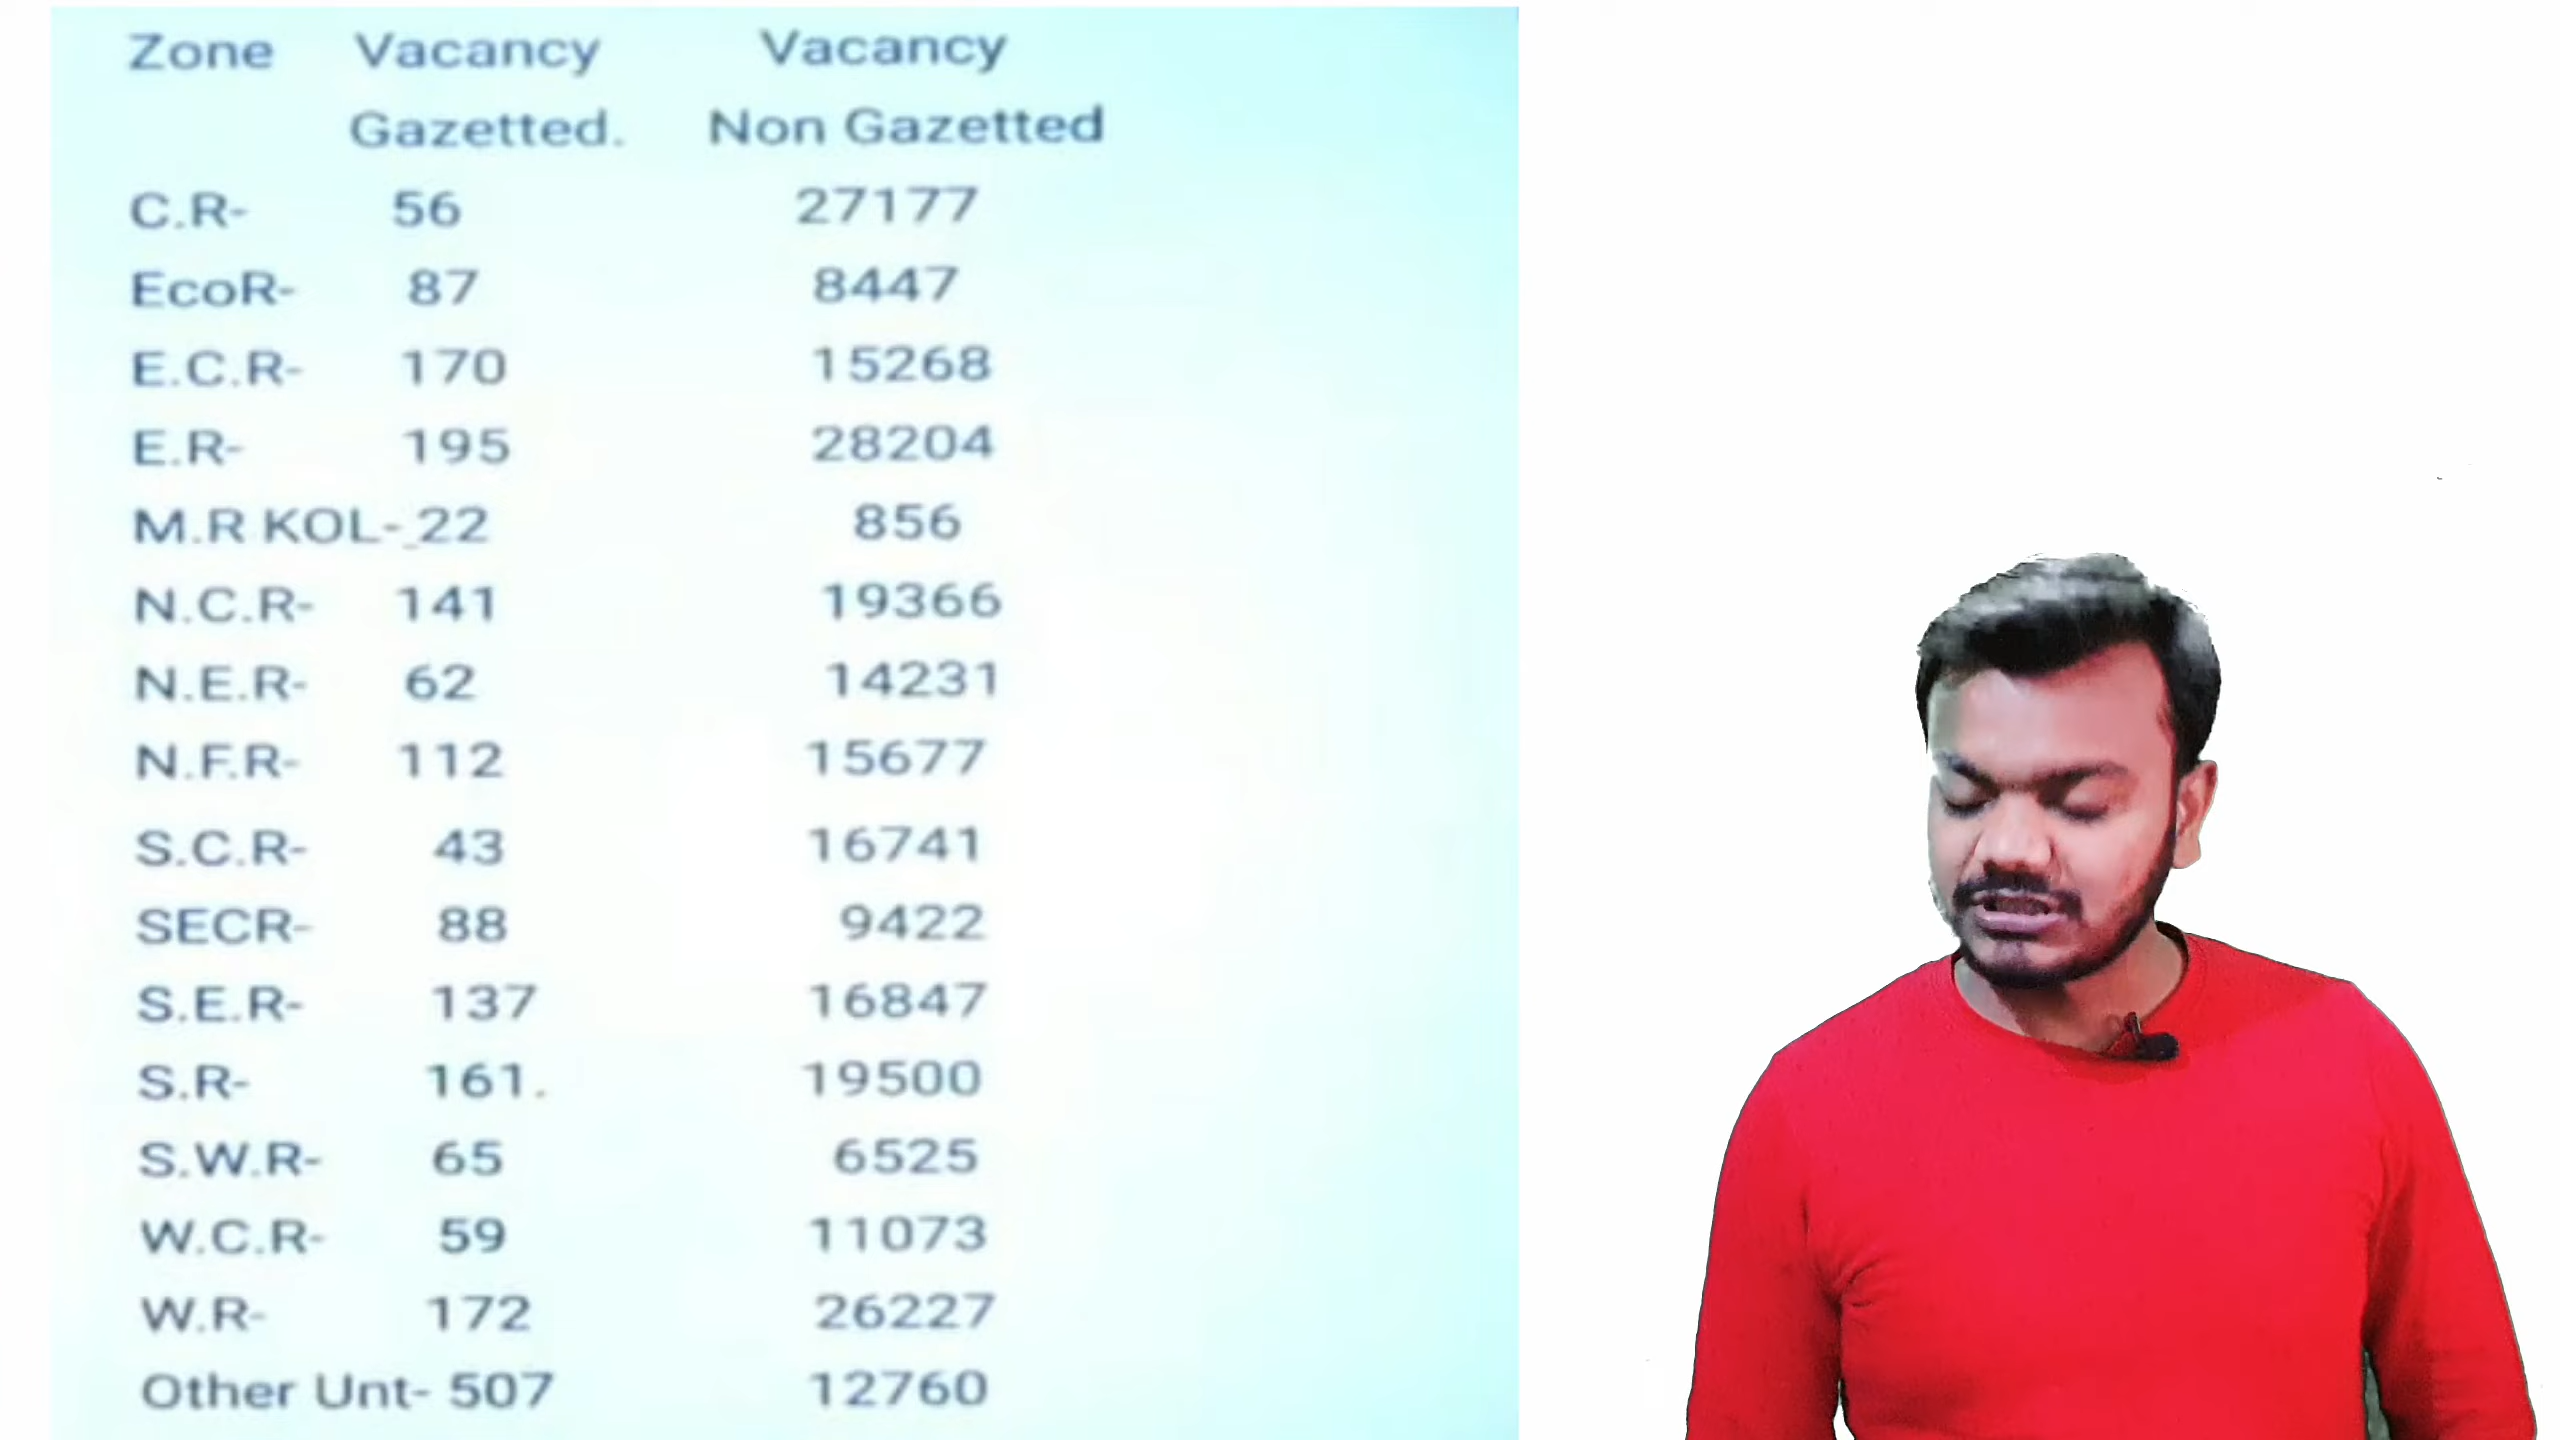 Zone Vacancy Vacancy
Gazetted. Non Gazetted
C.R- 56 27177
EcoR- 87 8447
E.C.R- 170 15268
E.R- 195 28204
M.R KOL- 22 856
N.C.R- 141 19366
N.E.R- 62 14231
N.F.R- 112 15677
S.C.R- 43 16741
SECR- 88 9422
S.E.R- 137 16847
S.R- 161. 19500
S.W.R- 65 6525
W.C.R- 59 11073
W.R- 172 26227
Other Unt- 507 12760